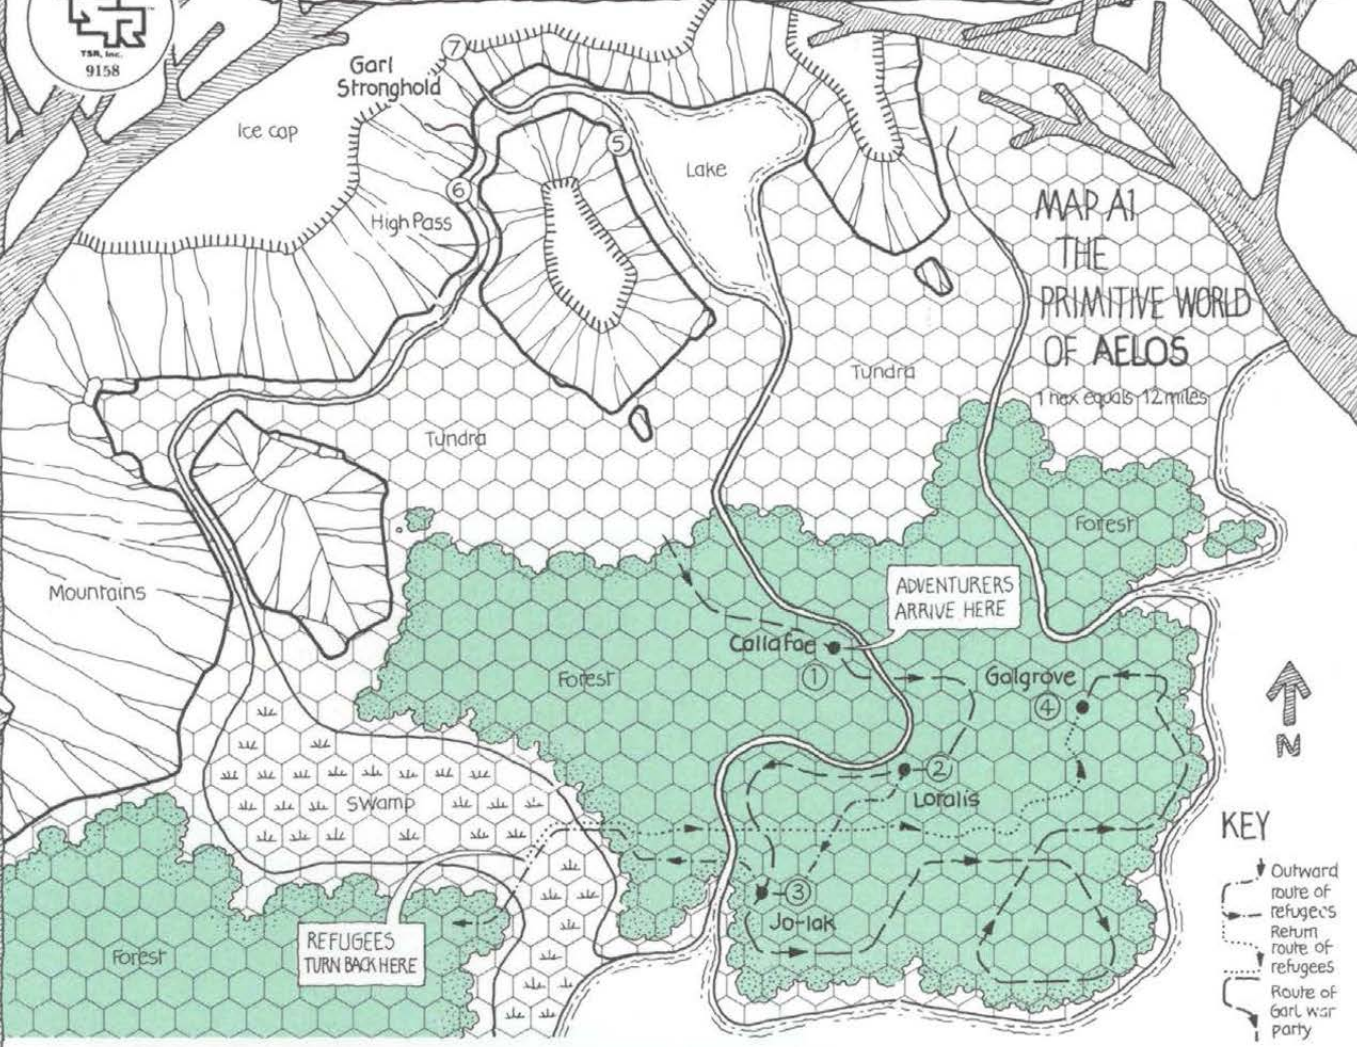 TSR, Inc.
9158
7
Garl
Stronghold
Ice cap
5
Lake
6
High Pass
MAP A1
THE
PRIMITIVE WORLD
OF AELOS
1 hex equals 12 miles
Tundra
Tundra
Forest
Mountains
ADVENTURERS
ARRIVE HERE
Callafae
1
Forest
Galgrove
4
N
2
Loralis
Swamp
KEY
Outward
route of
refugees
Return
route of
refugees
Route of
Garl war
party
3
Jo-lak
REFUGEES
TURN BACK HERE
Forest